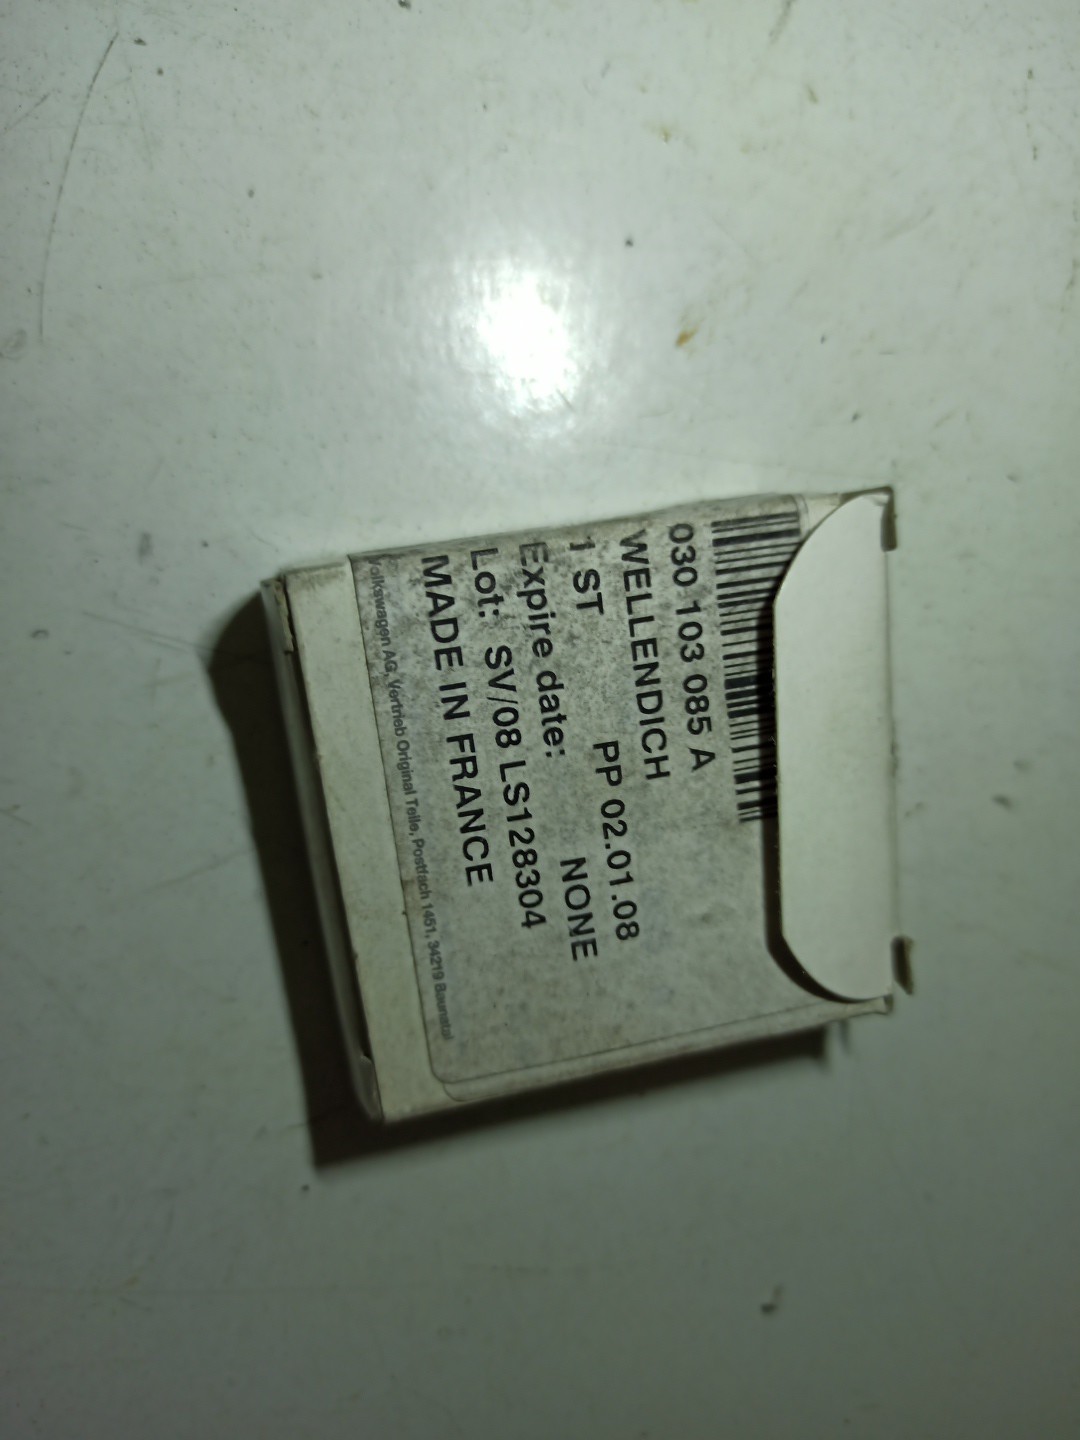 030 103 085 A
WELLENDICH
1 ST PP 02.01.08
Expire date: NONE
Lot: SV/08 LS128304
MADE IN FRANCE
Volkswagen AG, Vertrieb Original Teile, Postfach 1451, 34219 Baunatal